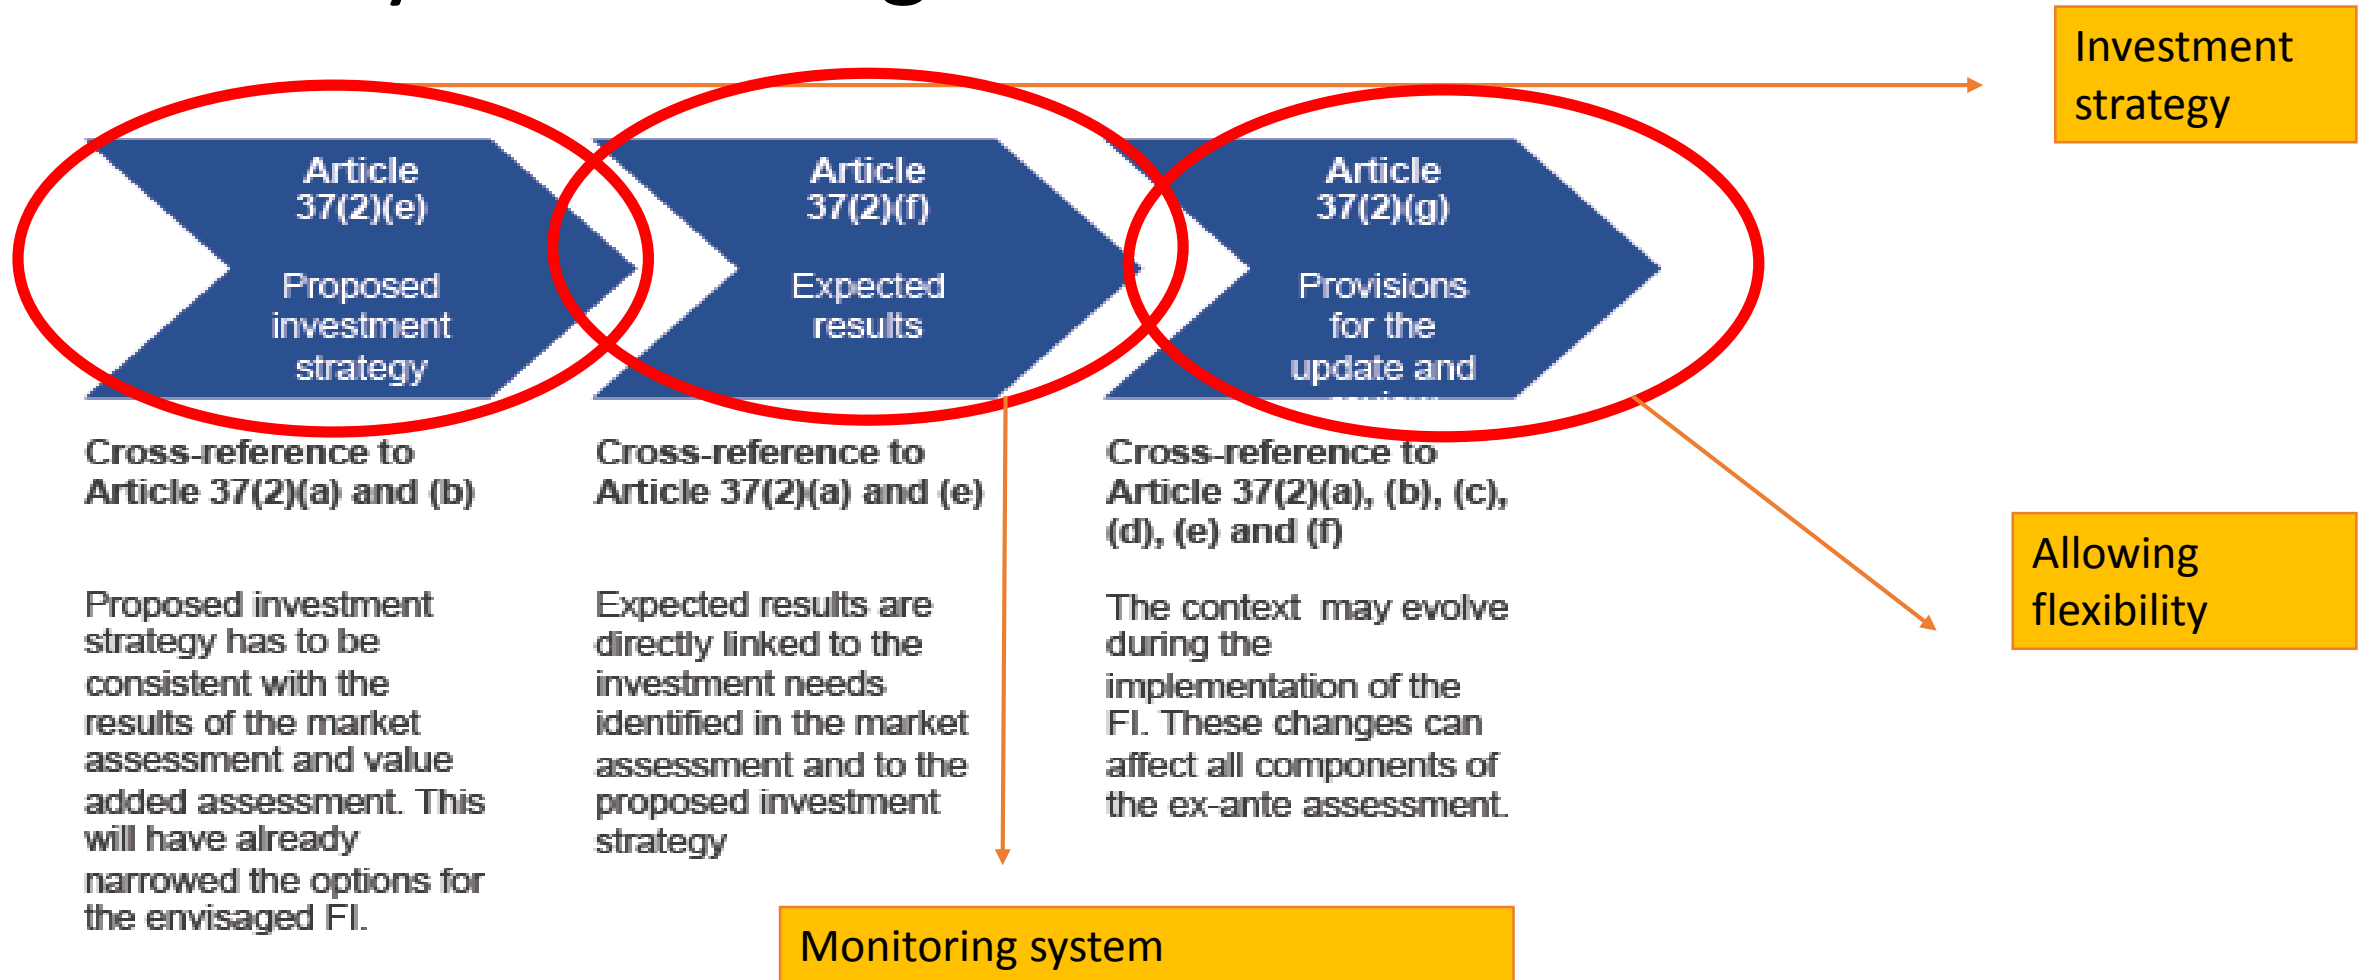 Investment
strategy
Article
37(2)(e)
Proposed
investment
strategy
Article
37(2)(f)
Expected
results
Article
37(2)(g)
Provisions
for the
update and
Cross-reference to
Article 37(2)(a) and (b)
Cross-reference to
Article 37(2)(a) and (e)
Cross-reference to
Article 37(2)(a), (b), (c),
(d), (e) and (f)
Proposed investment
strategy has to be
consistent with the
results of the market
assessment and value
added assessment. This
will have already
narrowed the options for
the envisaged FI.
Expected results are
directly linked to the
investment needs
identified in the market
assessment and to the
proposed investment
strategy
The context may evolve
during the
implementation of the
FI. These changes can
affect all components of
the ex-ante assessment.
Allowing
flexibility
Monitoring system